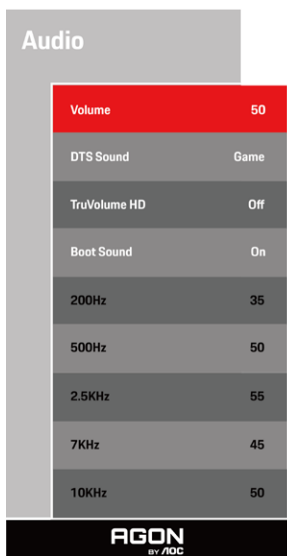 Audio
Volume 50
DTS Sound Game
TruVolume HD Off
Boot Sound On
200Hz 35
500Hz 50
2.5KHz 55
7KHz 45
10KHz 50
AGON
BY AOC